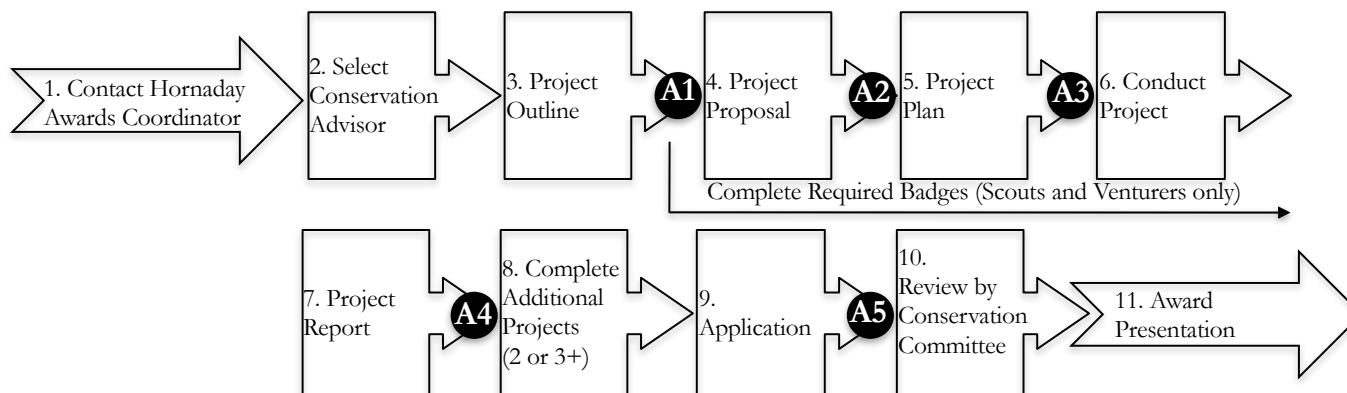 1. Contact Hornaday
Awards Coordinator
2. Select
Conservation
Advisor
3. Project
Outline
A1
4. Project
Proposal
A2
5. Project
Plan
A3
6. Conduct
Project
Complete Required Badges (Scouts and Venturers only)
7. Project
Report
A4
8. Complete
Additional
Projects
(2 or 3+)
9.
Application
A5
10.
Review by
Conservation
Committee
11. Award
Presentation